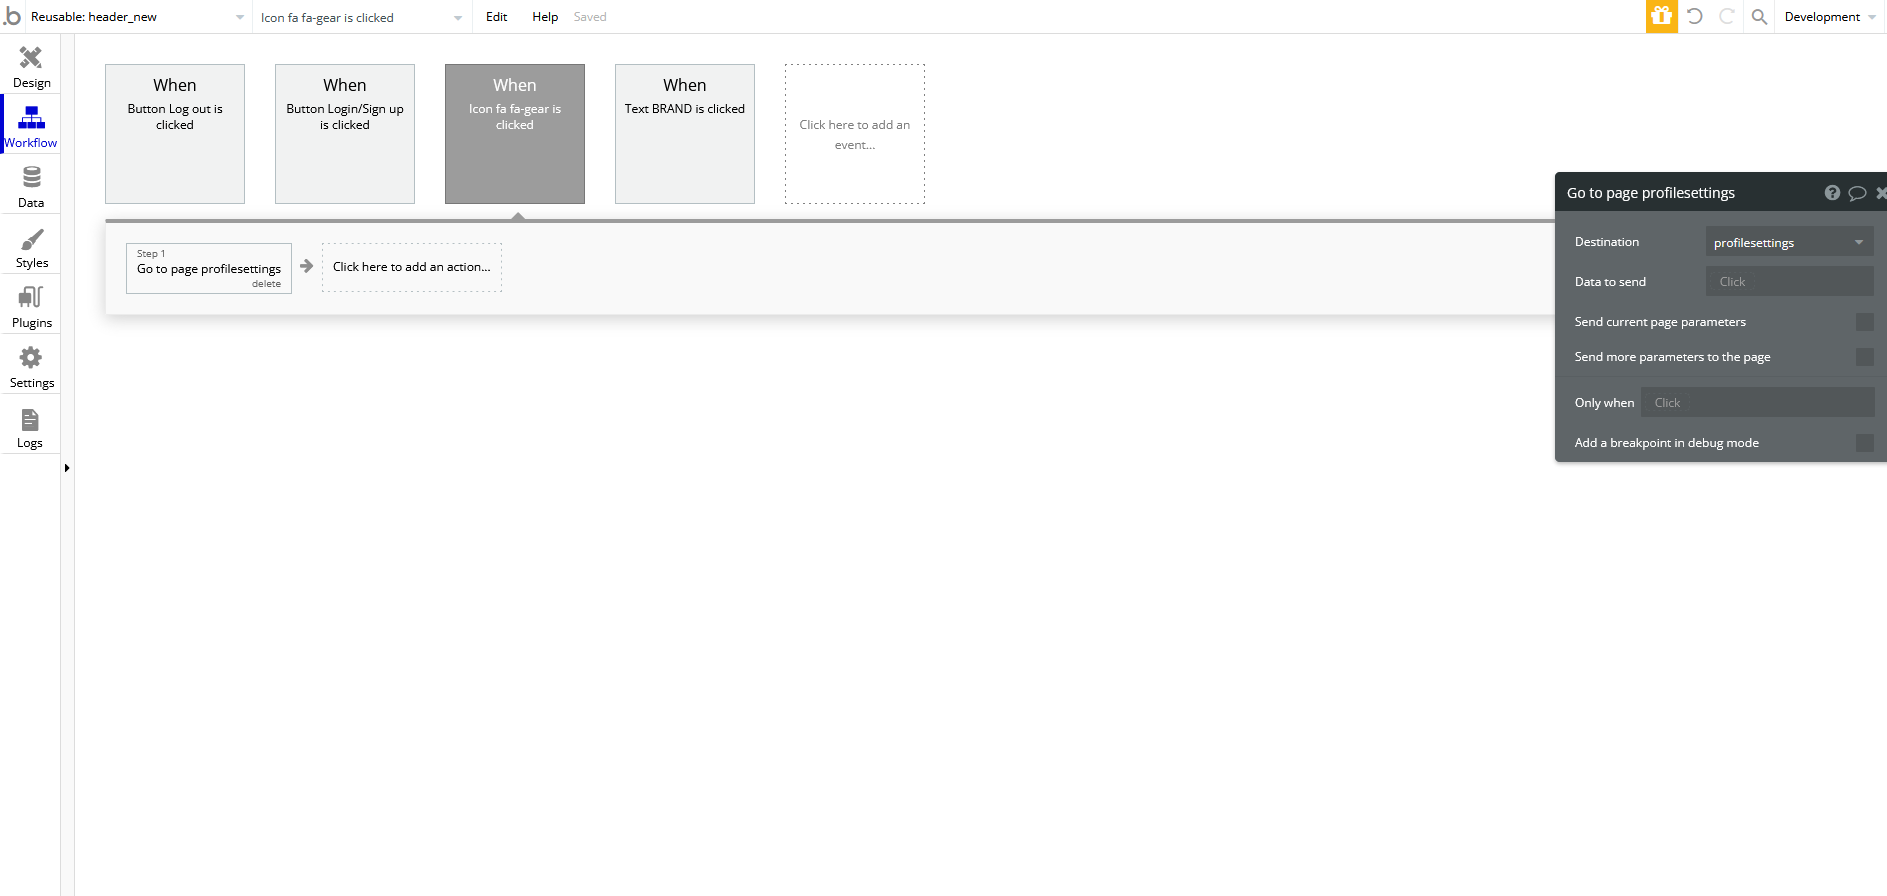 .b Reusable: header_new Icon fa fa-gear is clicked Edit Help Saved Development
Design
Workflow
Data
Styles
Plugins
Settings
Logs
When
Button Log out is
clicked
When
Button Login/Sign up
is clicked
When
Icon fa fa-gear is
clicked
When
Text BRAND is clicked
Click here to add an
event...
Step 1
Go to page profilesettings
delete
Click here to add an action...
Go to page profilesettings
Destination profilesettings
Data to send Click
Send current page parameters
Send more parameters to the page
Only when Click
Add a breakpoint in debug mode